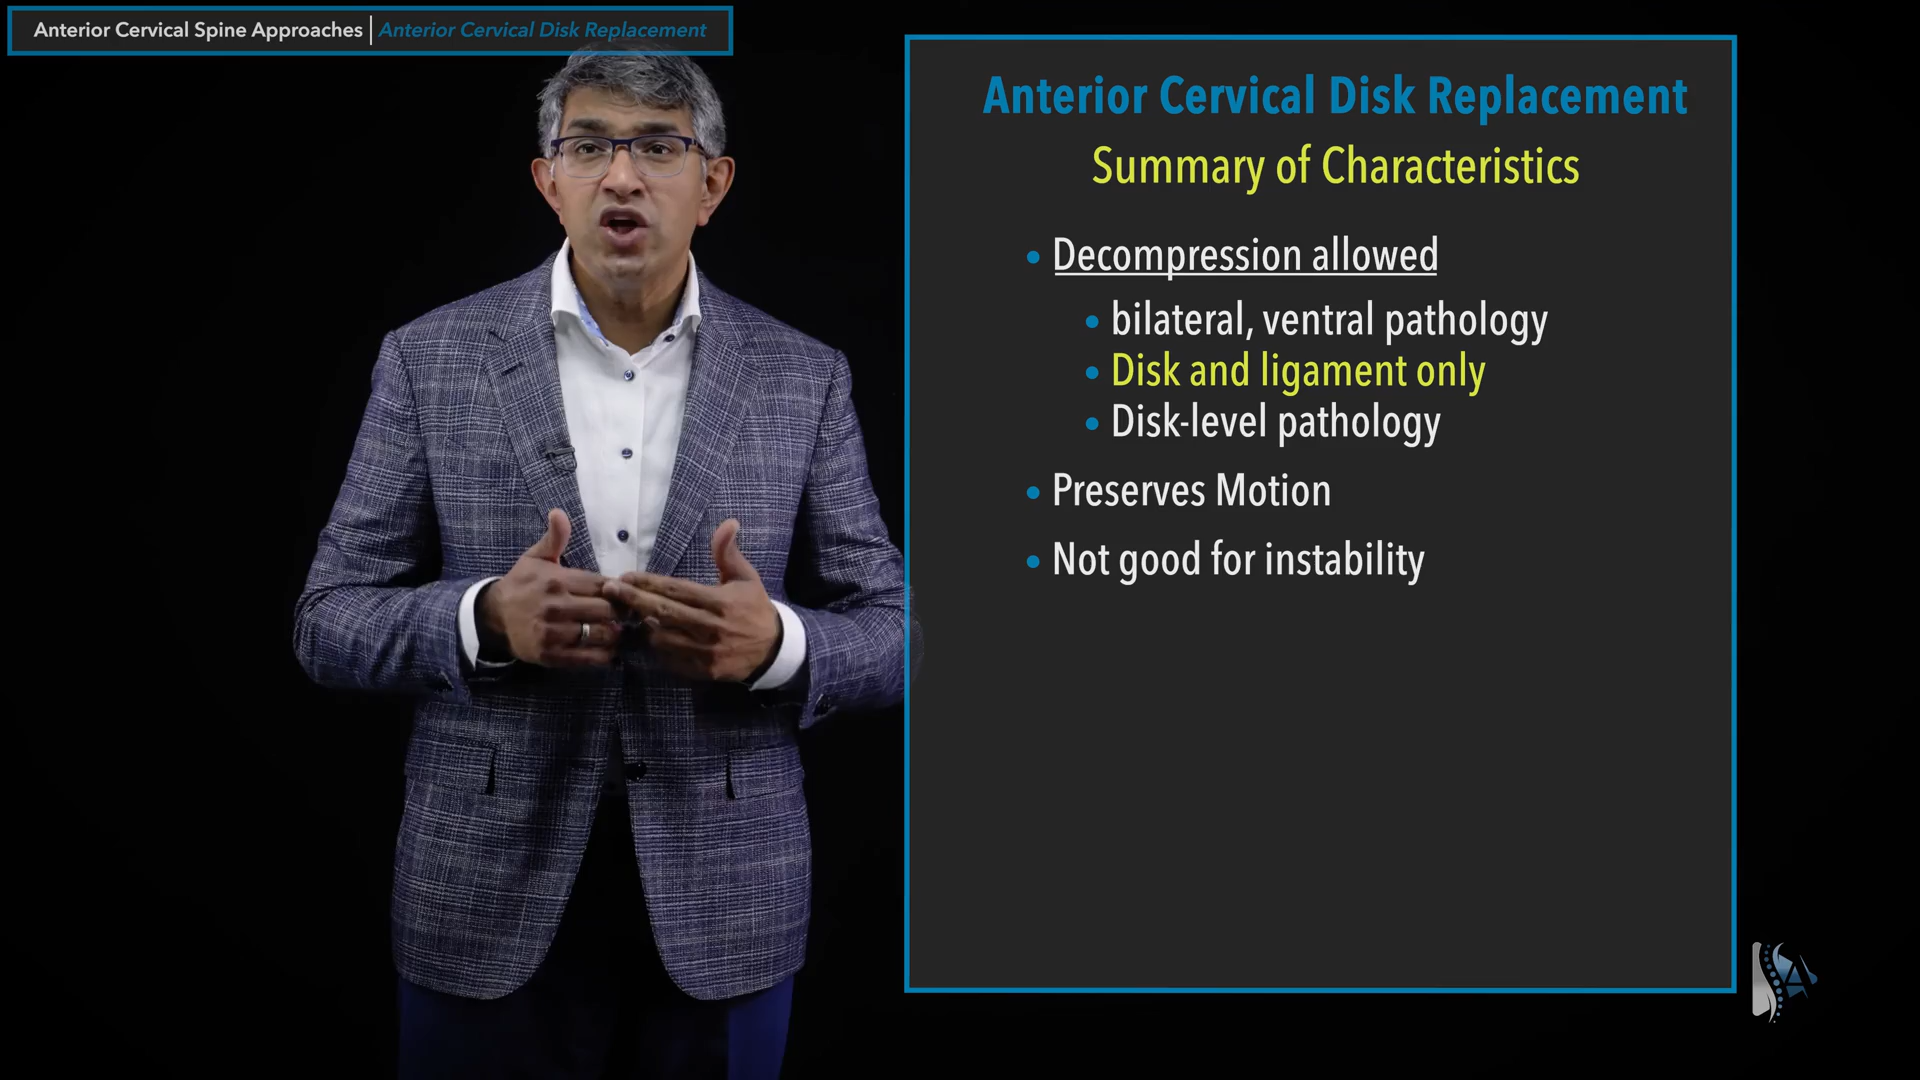 Anterior Cervical Spine Approaches | Anterior Cervical Disk Replacement
Anterior Cervical Disk Replacement
Summary of Characteristics
• Decompression allowed
• bilateral, ventral pathology
• Disk and ligament only
• Disk-level pathology
• Preserves Motion
• Not good for instability